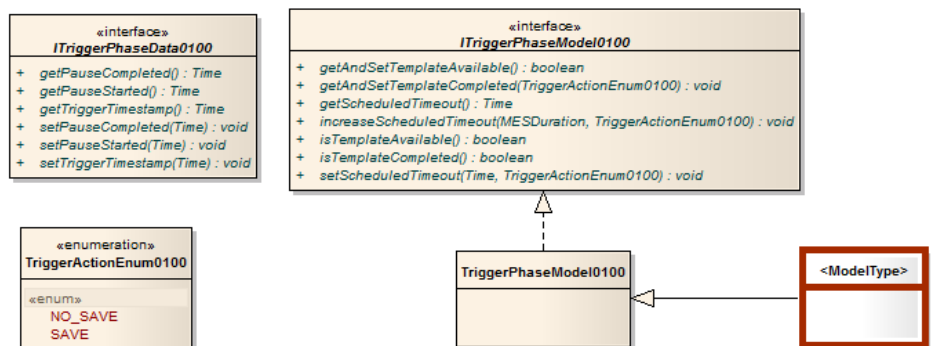 «interface»
ITriggerPhaseData0100
+ getPauseCompleted() : Time
+ getPauseStarted() : Time
+ getTriggerTimestamp() : Time
+ setPauseCompleted(Time) : void
+ setPauseStarted(Time) : void
+ setTriggerTimestamp(Time) : void
«interface»
ITriggerPhaseModel0100
+ getAndSetTemplateAvailable() : boolean
+ getAndSetTemplateCompleted(TriggerActionEnum0100) : void
+ getScheduledTimeout() : Time
+ increaseScheduledTimeout(MESDuration, TriggerActionEnum0100) : void
+ isTemplateAvailable() : boolean
+ isTemplateCompleted() : boolean
+ setScheduledTimeout(Time, TriggerActionEnum0100) : void
«enumeration»
TriggerActionEnum0100
«enum»
NO_SAVE
SAVE
TriggerPhaseModel0100
<ModelType>